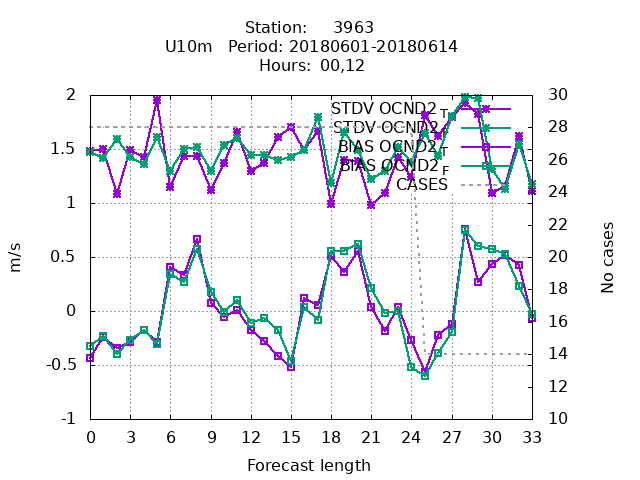 Station: 3963
U10m Period: 20180601-20180614
Hours: 00,12
2
1.5
1
0.5
0
-0.5
-1
m/s
30
28
26
24
22
20
18
16
14
12
10
No cases
STDV OCND2 T
STDV OCND2 F
BIAS OCND2 T
BIAS OCND2 F
CASES
0 3 6 9 12 15 18 21 24 27 30 33
Forecast length